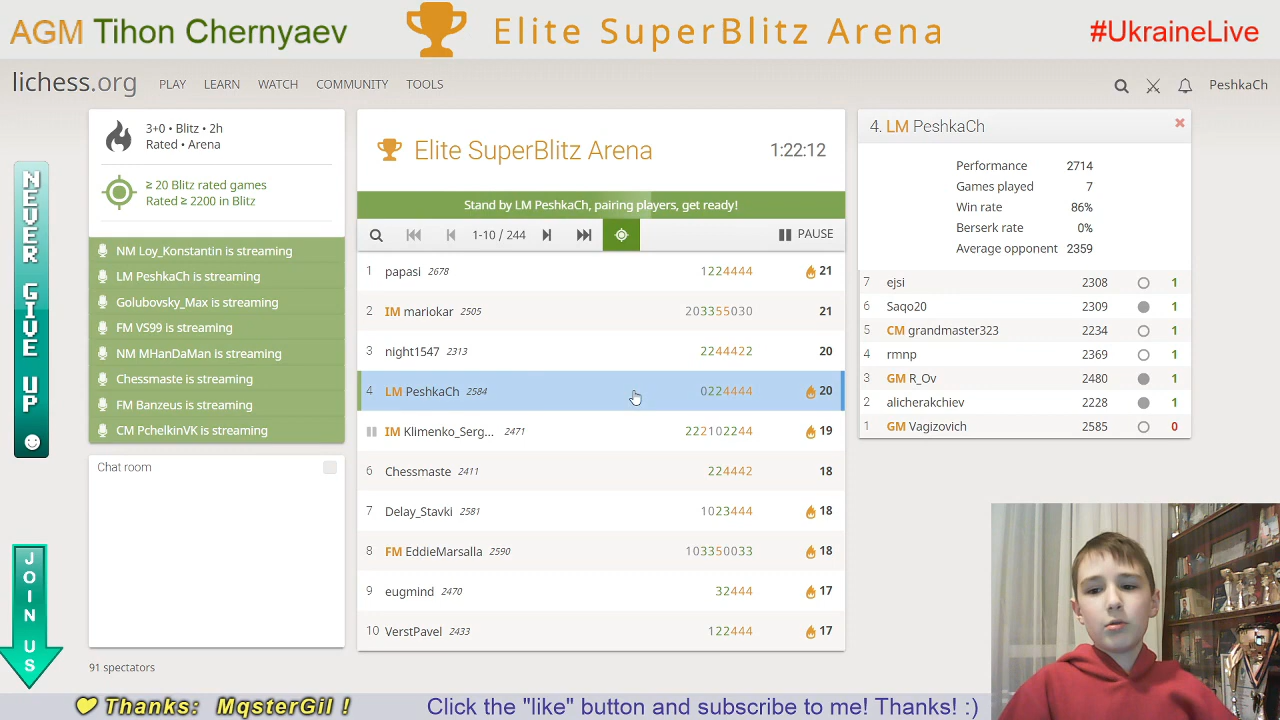 AGM Tihon Chernyaev
Elite SuperBlitz Arena
#UkraineLive
lichess.org PLAY LEARN WATCH COMMUNITY TOOLS PeshkaCh
3+0 • Blitz • 2h
Rated • Arena
≥ 20 Blitz rated games
Rated ≥ 2200 in Blitz
NM Loy_Konstantin is streaming
LM PeshkaCh is streaming
Golubovsky_Max is streaming
FM VS99 is streaming
NM MHanDaMan is streaming
Chessmaste is streaming
FM Banzeus is streaming
CM PchelkinVK is streaming
Chat room
91 spectators
NEVER GIVE UP
JOIN US
Elite SuperBlitz Arena 1:22:12
Stand by LM PeshkaCh, pairing players, get ready!
1-10 / 244 PAUSE
1 papasi 2678 1224444 21
2 IM mariokar 2505 203355030 21
3 night1547 2313 2244422 20
4 LM PeshkaCh 2584 0224444 20
IM Klimenko_Serg... 2471 222102244 19
6 Chessmaste 2411 224442 18
7 Delay_Stavki 2581 1023444 18
8 FM EddieMarsalla 2590 103350033 18
9 eugmind 2470 32444 17
10 VerstPavel 2433 122444 17
4. LM PeshkaCh
Performance 2714
Games played 7
Win rate 86%
Berserk rate 0%
Average opponent 2359
7 ejsi 2308 1
6 Saqo20 2309 1
5 CM grandmaster323 2234 1
4 rmnp 2369 1
3 GM R_Ov 2480 1
2 alicherakchiev 2228 1
1 GM Vagizovich 2585 0
Thanks: MqsterGil !
Click the "like" button and subscribe to me! Thanks! :)